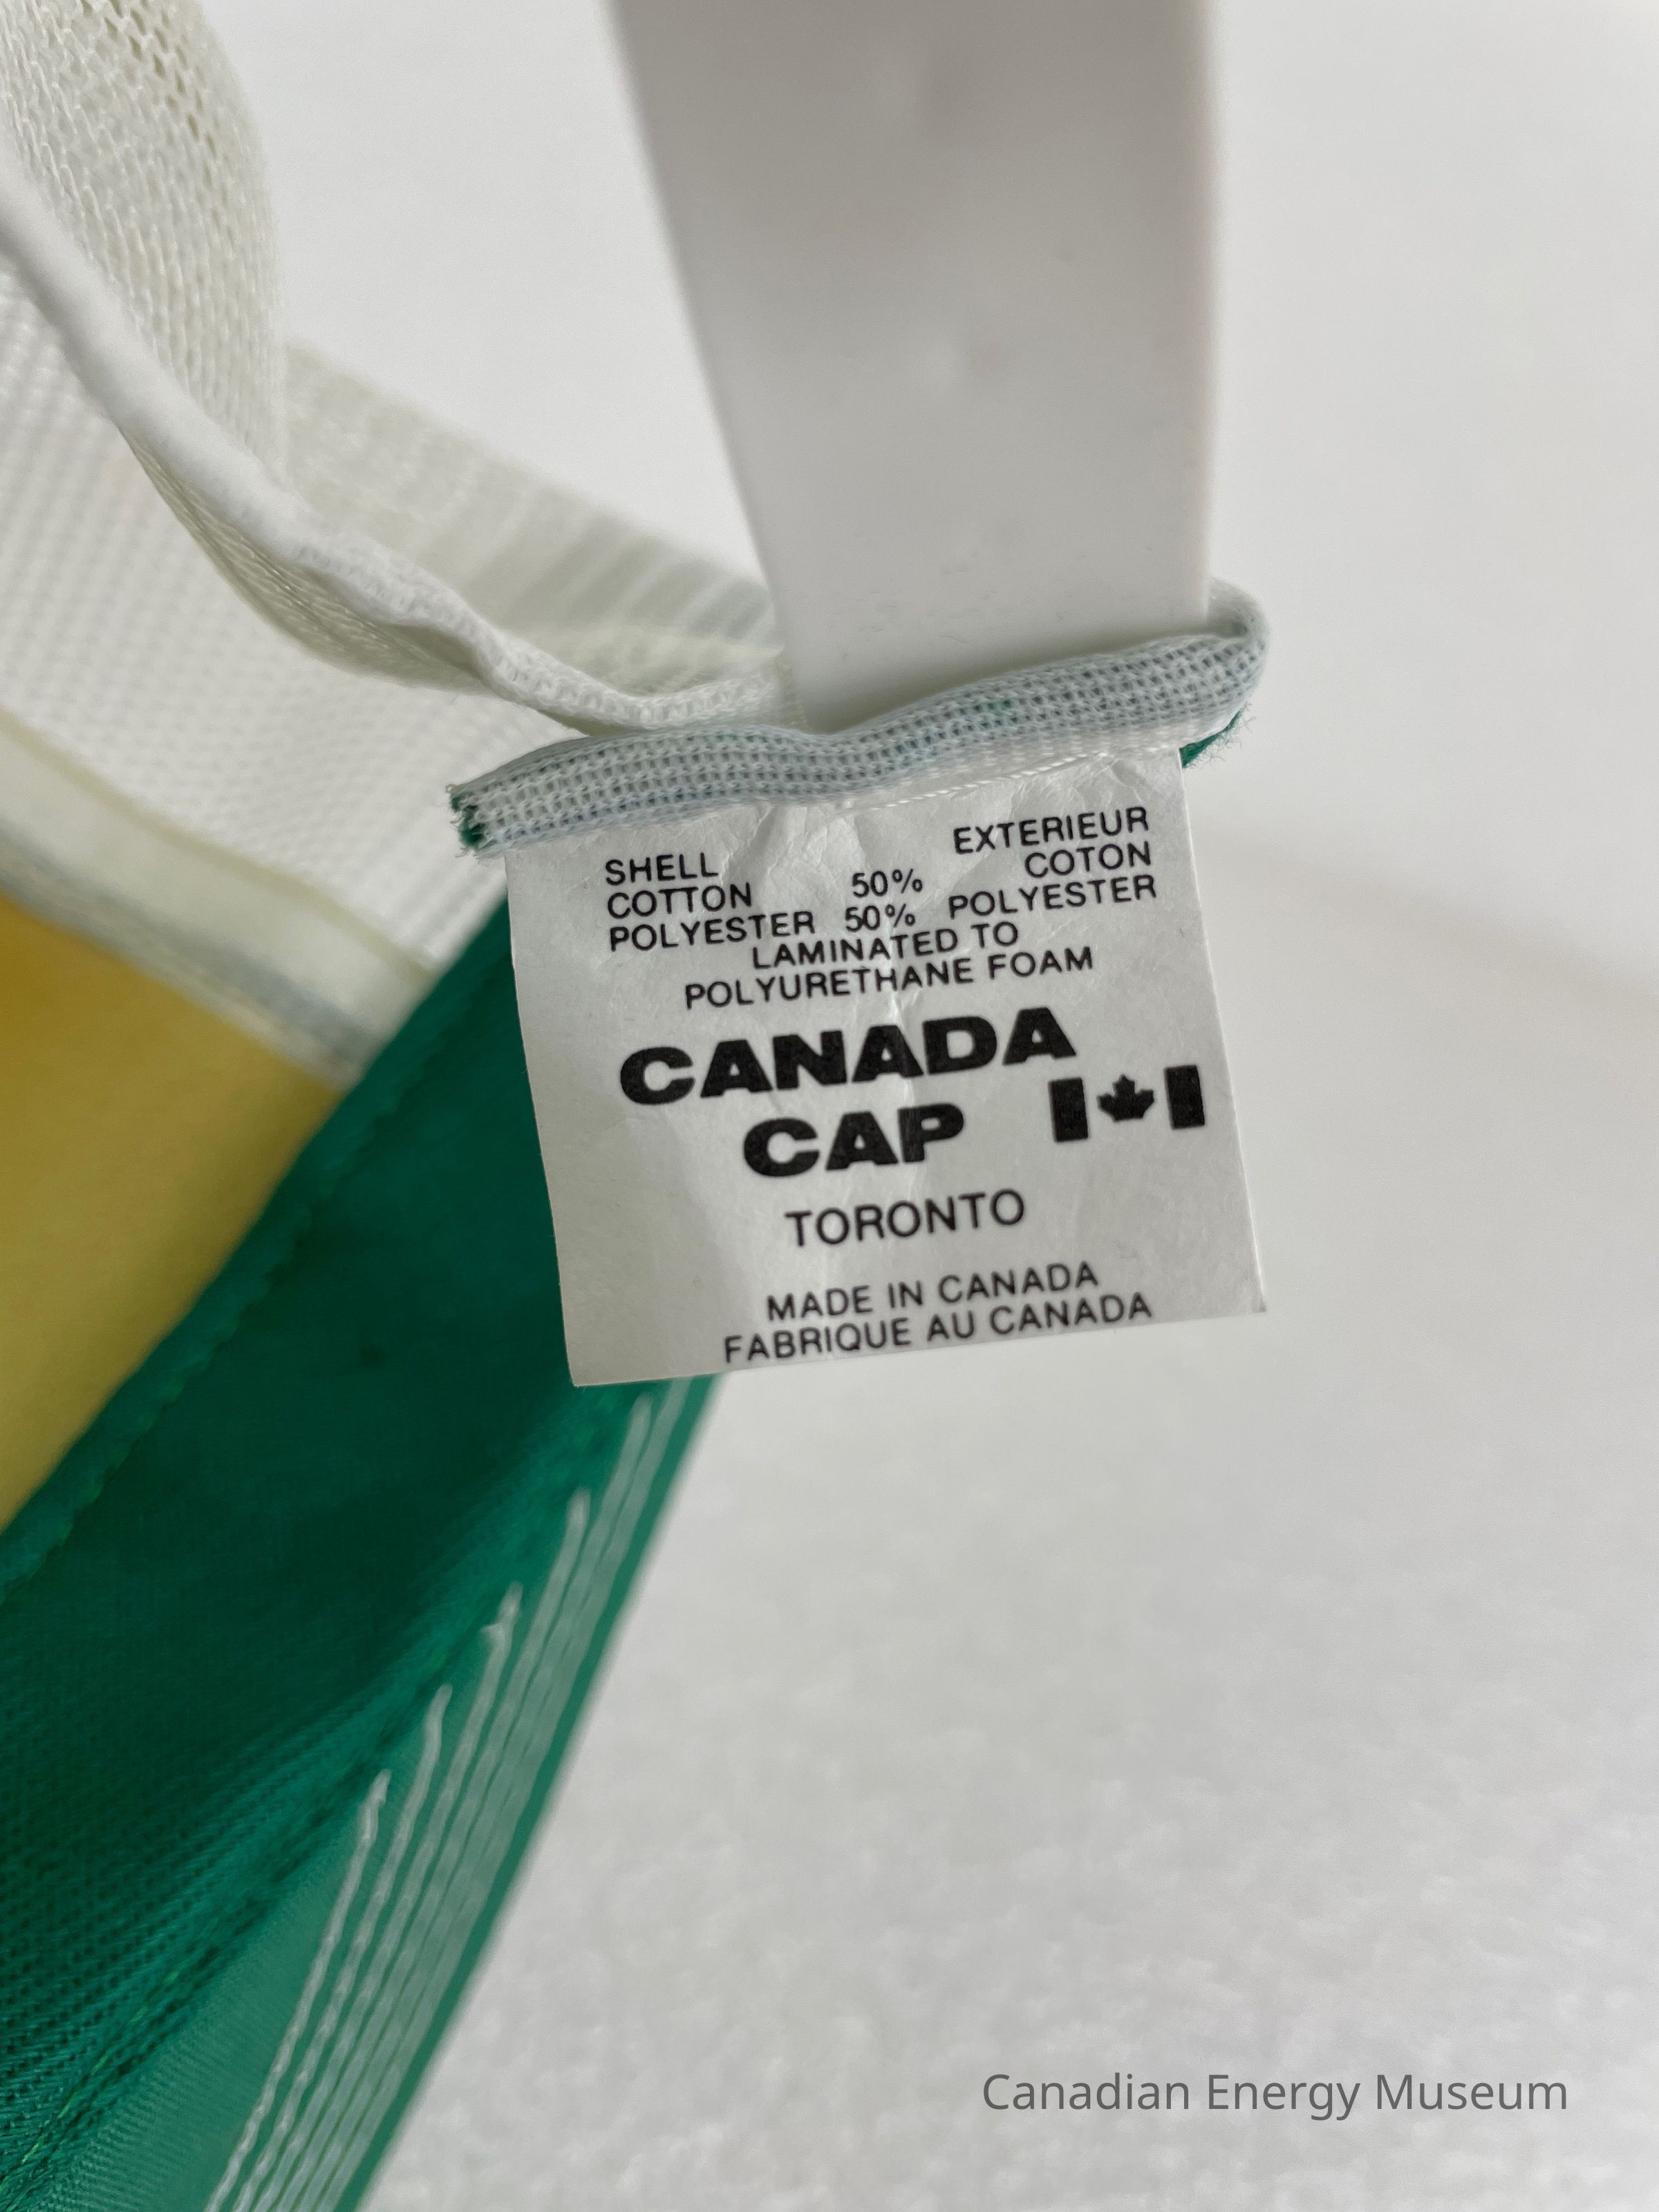 SHELL EXTERIEUR
COTTON 50% COTON
POLYESTER 50% POLYESTER
LAMINATED TO
POLYURETHANE FOAM
CANADA
CAP
TORONTO
MADE IN CANADA
FABRIQUE AU CANADA
Canadian Energy Museum